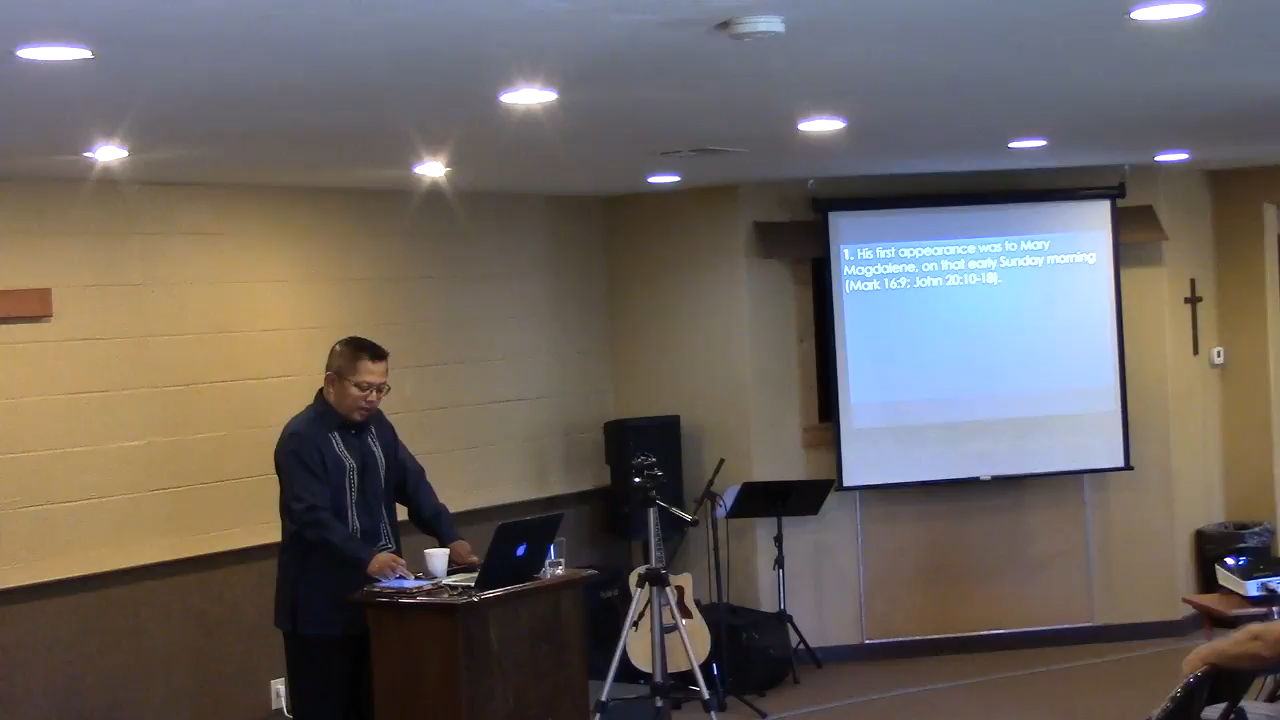 1. His first appearance was to Mary
Magdalene, on that early Sunday morning
(Mark 16:9; John 20:10-18).